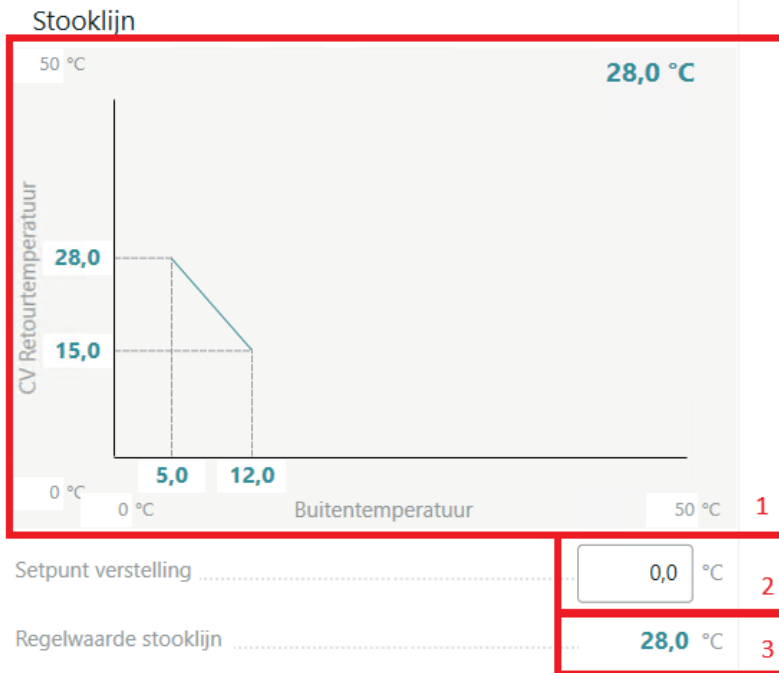 Stooklijn
50 °C
28,0 °C
CV Retourtemperatuur
28,0
15,0
5,0 12,0
0 °C
0 °C Buitentemperatuur 50 °C
1
Setpunt verstelling 0,0 °C
2
Regelwaarde stooklijn 28,0 °C
3